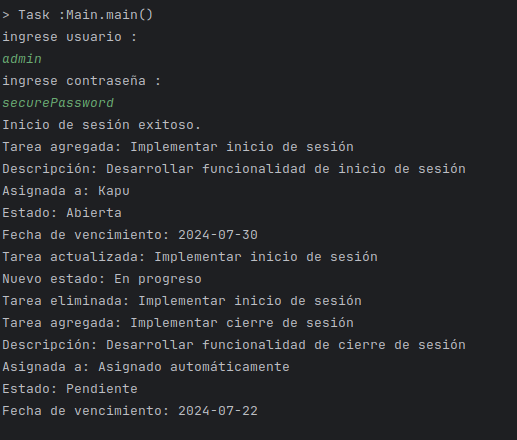 > Task :Main.main()
ingrese usuario :
admin
ingrese contraseña :
securePassword
Inicio de sesión exitoso.
Tarea agregada: Implementar inicio de sesión
Descripción: Desarrollar funcionalidad de inicio de sesión
Asignada a: Kapu
Estado: Abierta
Fecha de vencimiento: 2024-07-30
Tarea actualizada: Implementar inicio de sesión
Nuevo estado: En progreso
Tarea eliminada: Implementar inicio de sesión
Tarea agregada: Implementar cierre de sesión
Descripción: Desarrollar funcionalidad de cierre de sesión
Asignada a: Asignado automáticamente
Estado: Pendiente
Fecha de vencimiento: 2024-07-22